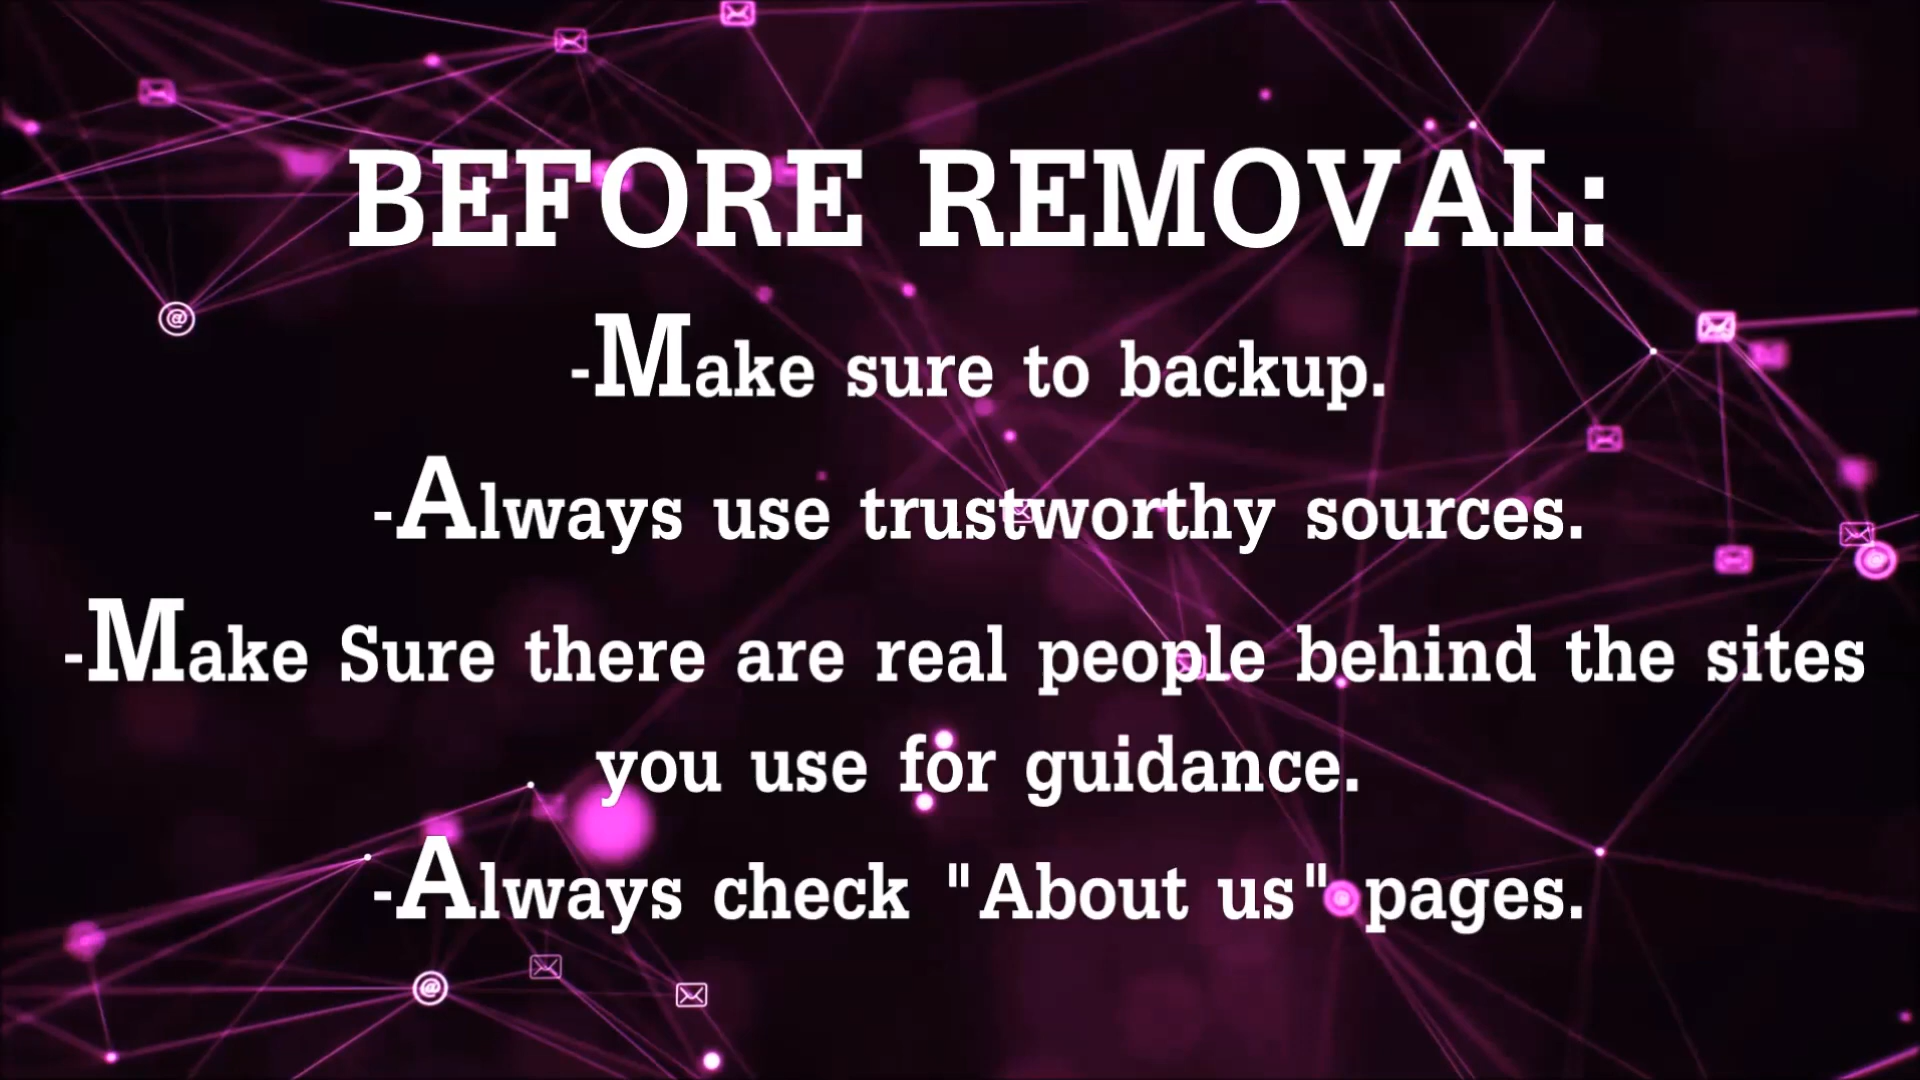 BEFORE REMOVAL:
-Make sure to backup.
-Always use trustworthy sources.
-Make Sure there are real people behind the sites
you use for guidance.
-Always check "About us" pages.